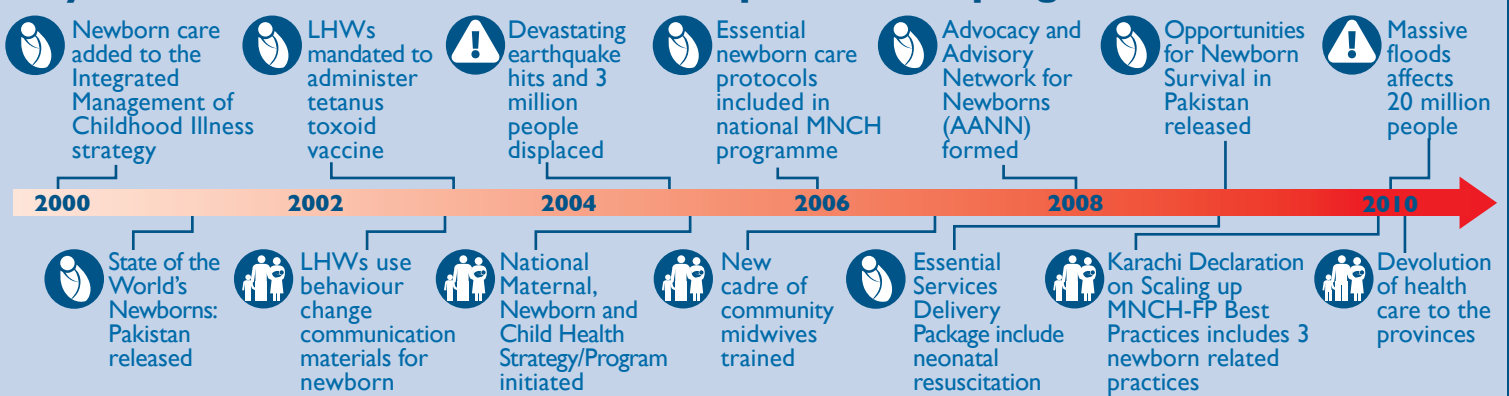 Newborn care
added to the
Integrated
Management of
Childhood Illness
strategy
LHWs
mandated to
administer
tetanus
toxoid
vaccine
Devastating
earthquake
hits and 3
million
people
displaced
Essential
newborn care
protocols
included in
national MNCH
programme
Advocacy and
Advisory
Network for
Newborns
(AANN)
formed
Opportunities
for Newborn
Survival in
Pakistan
released
Massive
floods
affects
20 million
people
2000 2002 2004 2006 2008 2010
State of the
World's
Newborns:
Pakistan
released
LHWs use
behaviour
change
communication
materials for
newborn
National
Maternal,
Newborn and
Child Health
Strategy/Program
initiated
New
cadre of
community
midwives
trained
Essential
Services
Delivery
Package include
neonatal
resuscitation
Karachi Declaration
on Scaling up
MNCH-FP Best
Practices includes 3
newborn related
practices
Devolution
of health
care to the
provinces